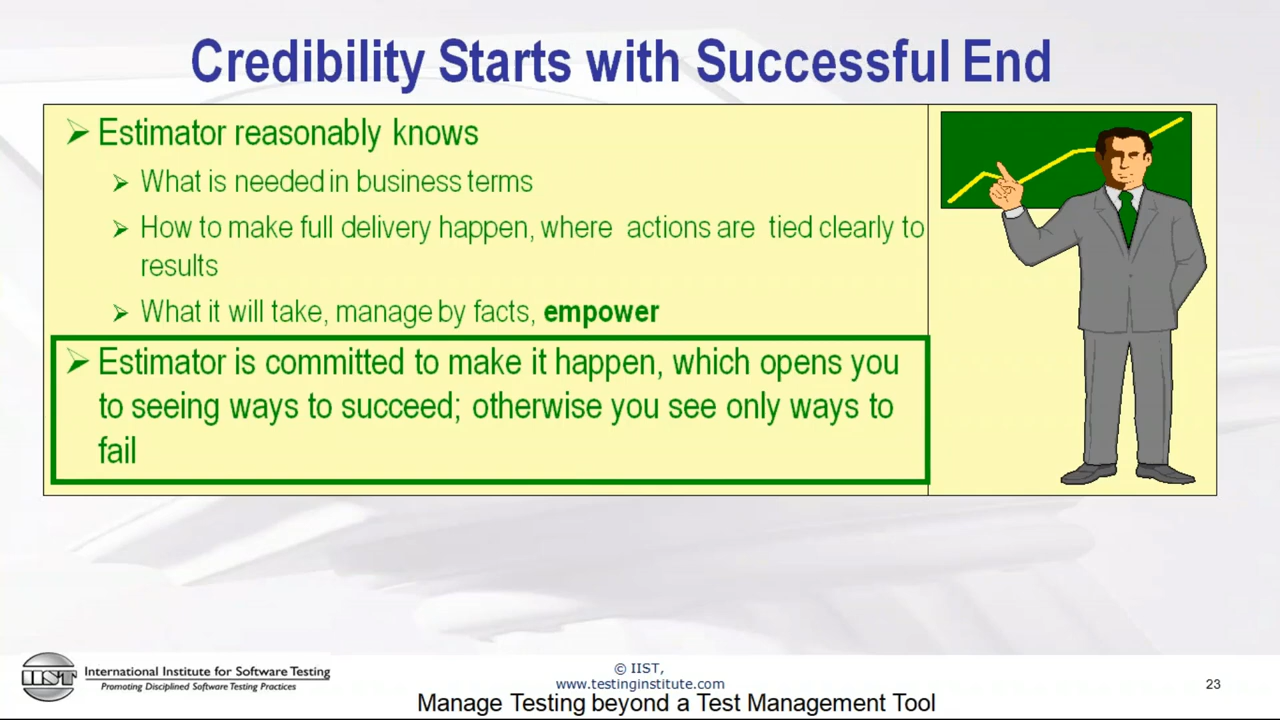 Credibility Starts with Successful End
Estimator reasonably knows
What is needed in business terms
How to make full delivery happen, where actions are tied clearly to
results
What it will take, manage by facts, empower
Estimator is committed to make it happen, which opens you
to seeing ways to succeed; otherwise you see only ways to
fail
IIST
International Institute for Software Testing
Promoting Disciplined Software Testing Practices
© IIST,
www.testinginstitute.com
23
Manage Testing beyond a Test Management Tool